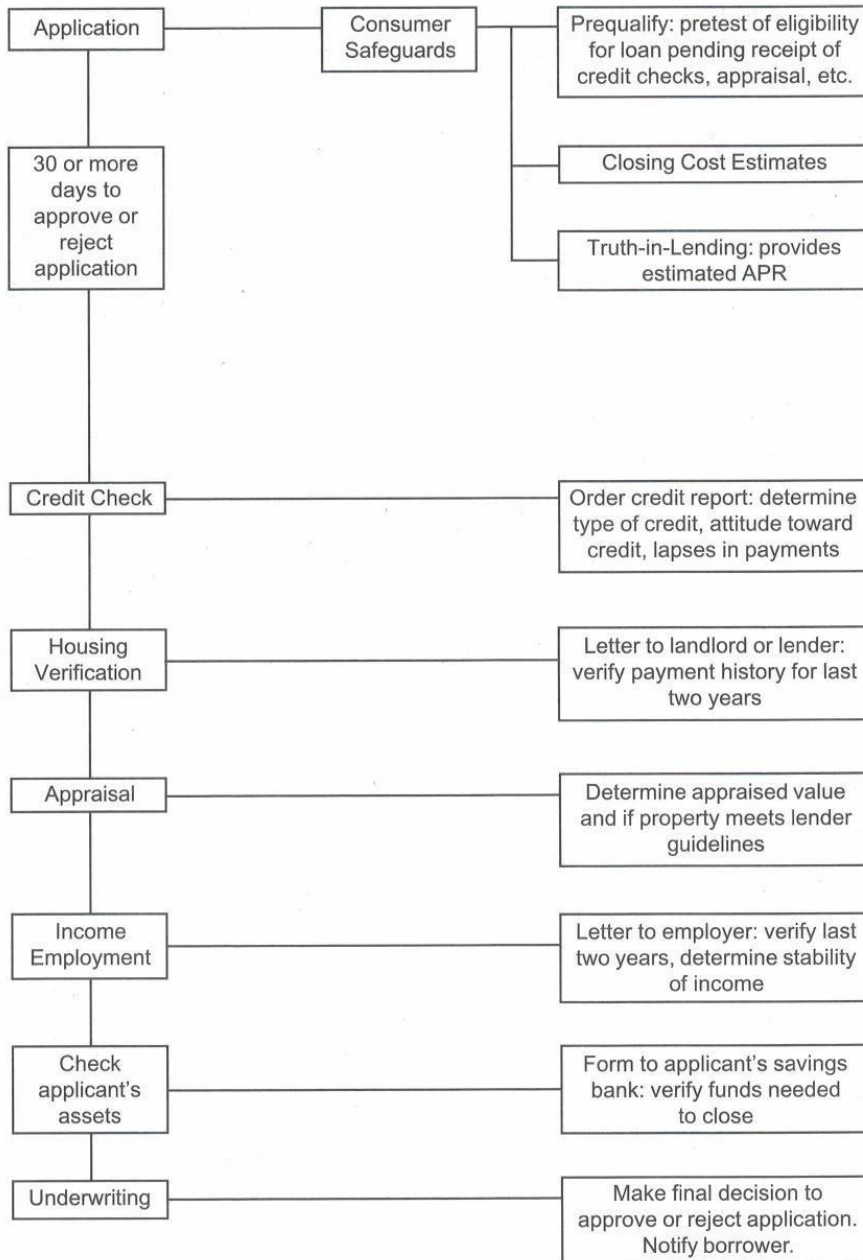 Application
Consumer
Safeguards
Prequalify: pretest of eligibility
for loan pending receipt of
credit checks, appraisal, etc.
30 or more
days to
approve or
reject
application
Closing Cost Estimates
Truth-in-Lending: provides
estimated APR
Credit Check
Order credit report: determine
type of credit, attitude toward
credit, lapses in payments
Housing
Verification
Letter to landlord or lender:
verify payment history for last
two years
Appraisal
Determine appraised value
and if property meets lender
guidelines
Income
Employment
Letter to employer: verify last
two years, determine stability
of income
Check
applicant's
assets
Form to applicant's savings
bank: verify funds needed
to close
Underwriting
Make final decision to
approve or reject application.
Notify borrower.